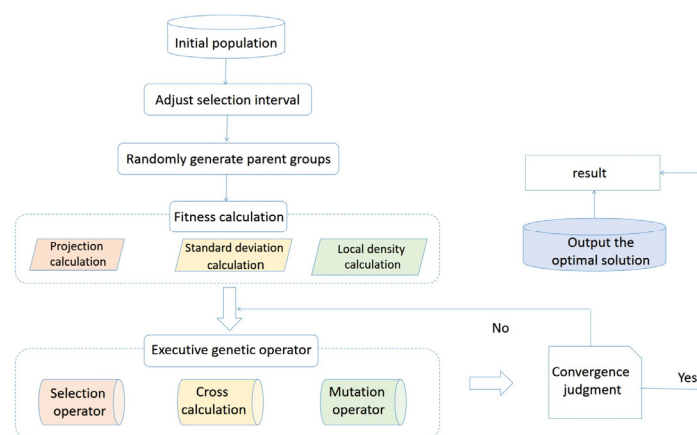 Initial population
Adjust selection interval
Randomly generate parent groups
Fitness calculation
Projection
calculation
Standard deviation
calculation
Local density
calculation
Executive genetic operator
Selection
operator
Cross
calculation
Mutation
operator
No
Convergence
judgment
Yes
result
Output the
optimal solution